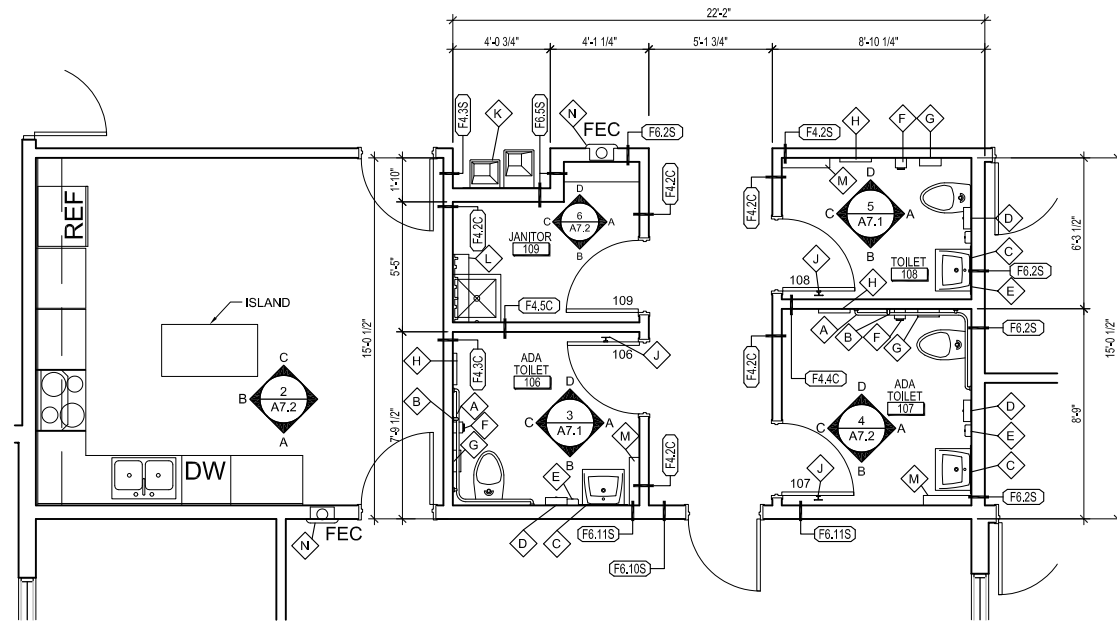 22'-2"
4'-0 3/4"
4'-1 1/4"
5'-1 3/4"
8'-10 1/4"
F4.3S
K
F6.5S
N
FEC
F6.2S
F4.2S
H
F
G
REF
1'-10"
F4.2C
F4.2C
F4.2C
M
D
5
A7.1
C
A
B
D
C
F6.2S
E
6'-3 1/2"
D
6
A7.2
C
A
B
JANITOR
109
L
TOILET
108
J
108
H
5'-5"
15'-0 1/2"
ISLAND
109
F4.5C
106
J
A
B
F
G
F6.2S
15'-0 1/2"
F4.3C
H
ADA
TOILET
106
F4.2C
F4.4C
ADA
TOILET
107
C
2
A7.2
B
A
B
A
F
G
D
3
A7.1
C
A
B
M
D
4
A7.2
C
A
B
D
E
C
8'-9"
7'-9 1/2"
DW
E
F4.2C
J
107
M
F6.2S
N
FEC
D
C
F6.11S
F6.10S
F6.11S